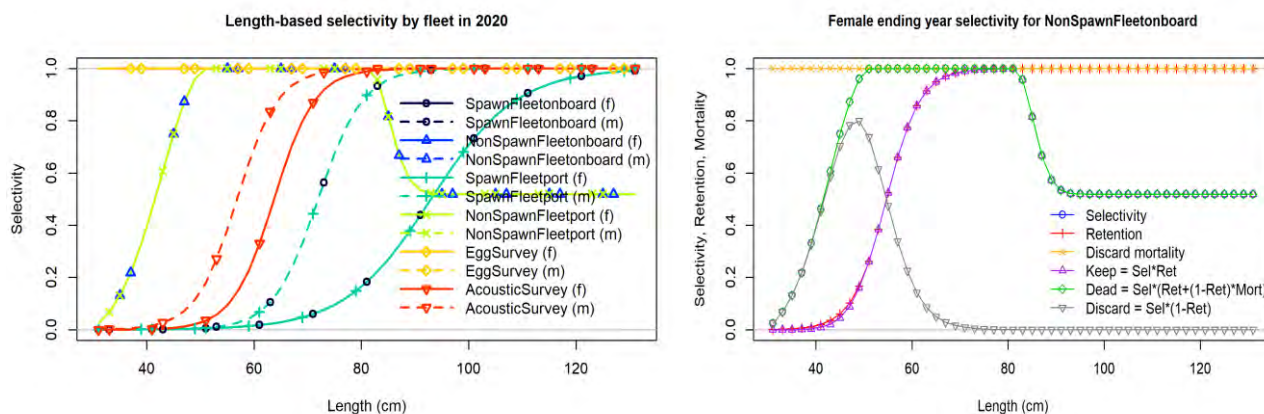 Length-based selectivity by fleet in 2020
Selectivity
1.0
0.8
0.6
0.4
0.2
0.0
SpawnFleetonboard (f)
SpawnFleetonboard (m)
NonSpawnFleetonboard (f)
NonSpawnFleetonboard (m)
SpawnFleetport (f)
SpawnFleetport (m)
NonSpawnFleetport (f)
NonSpawnFleetport (m)
EggSurvey (f)
EggSurvey (m)
AcousticSurvey (f)
AcousticSurvey (m)
40 60 80 100 120
Length (cm)
Female ending year selectivity for NonSpawnFleetonboard
Selectivity, Retention, Mortality
1.0
0.8
0.6
0.4
0.2
0.0
Selectivity
Retention
Discard mortality
Keep = Sel*Ret
Dead = Sel*(Ret+(1-Ret)*Mort)
Discard = Sel*(1-Ret)
40 60 80 100 120
Length (cm)